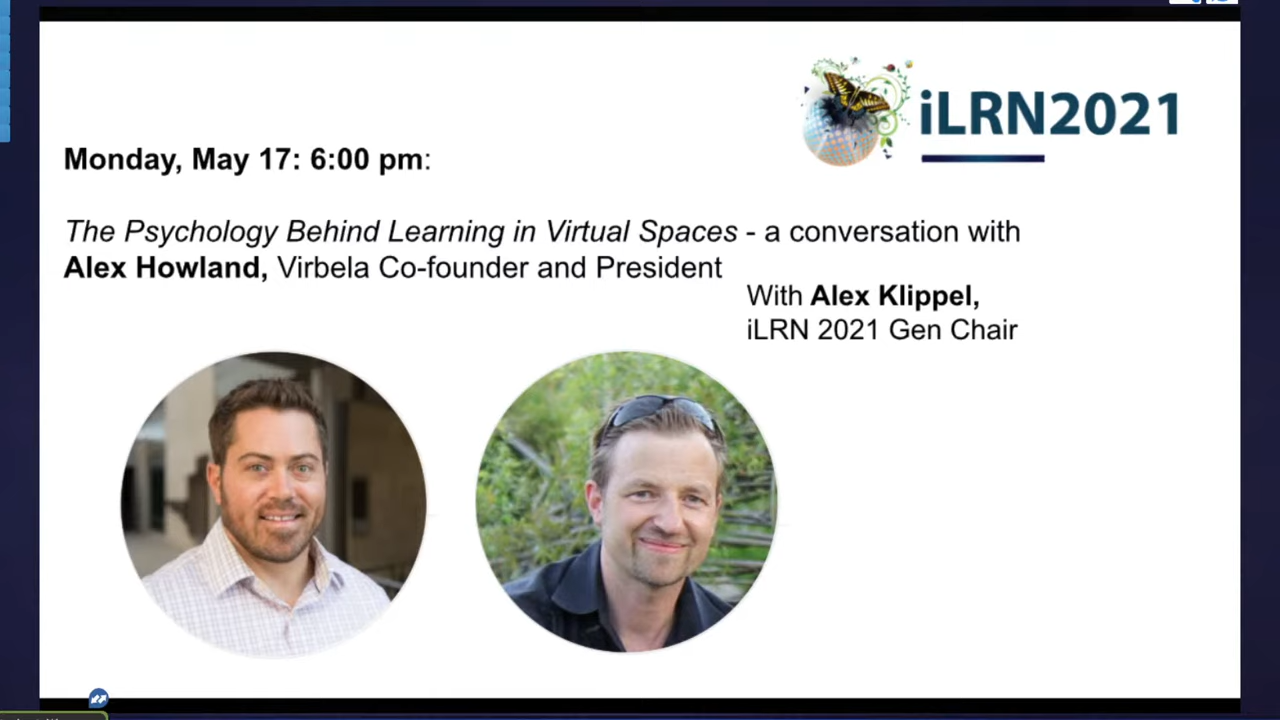 iLRN2021
Monday, May 17: 6:00 pm:
The Psychology Behind Learning in Virtual Spaces - a conversation with
Alex Howland, Virbela Co-founder and President
With Alex Klippel,
iLRN 2021 Gen Chair